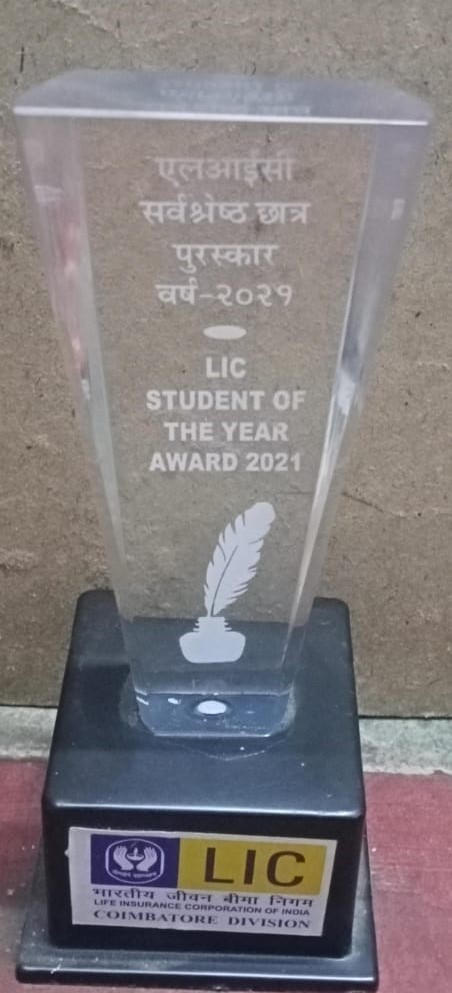 एलआईसी
सर्वश्रेष्ठ छात्र
पुरस्कार
वर्ष-२०२१
LIC
STUDENT OF
THE YEAR
AWARD 2021
LIC
भारतीय जीवन बीमा निगम
LIFE INSURANCE CORPORATION OF INDIA
COIMBATORE DIVISION